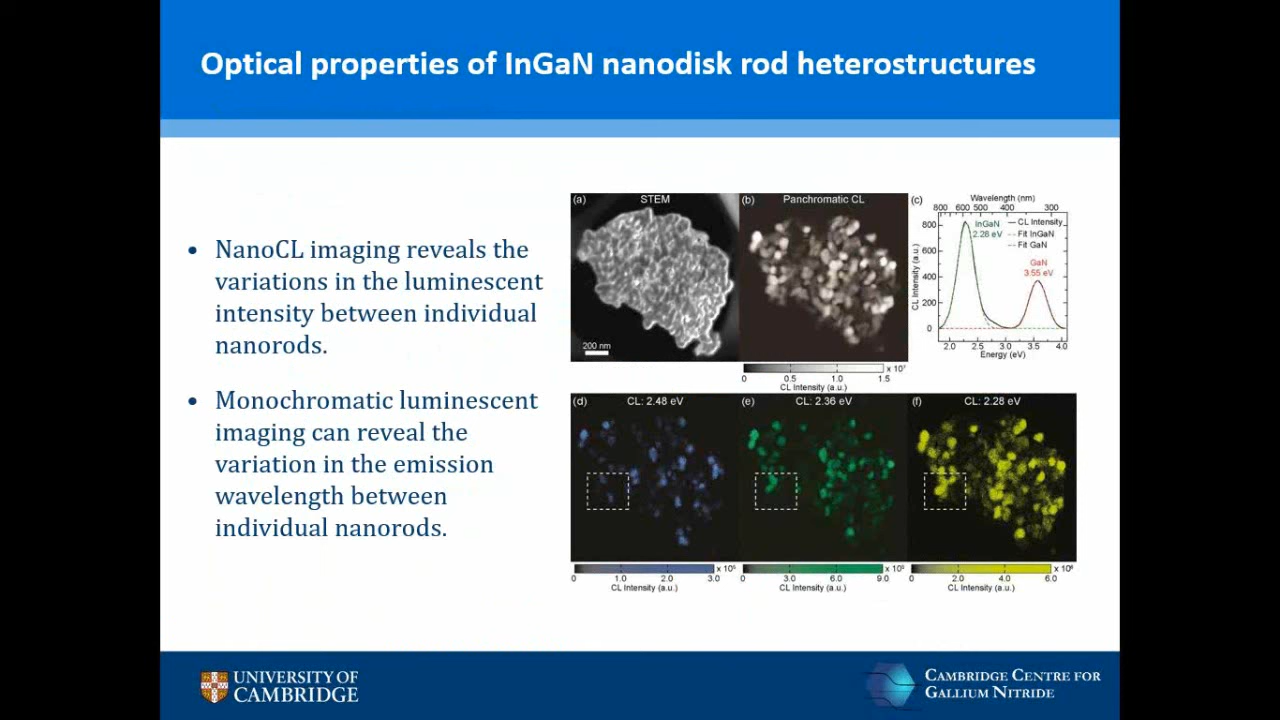 Optical properties of InGaN nanodisk rod heterostructures
• NanoCL imaging reveals the
variations in the luminescent
intensity between individual
nanorods.
• Monochromatic luminescent
imaging can reveal the
variation in the emission
wavelength between
individual nanorods.
(a) STEM
200 nm
(b) Panchromatic CL
0 0.5 1.0 1.5 x 10⁷
CL Intensity (a.u.)
(c) Wavelength (nm)
800 600 500 400 300
InGaN
2.28 eV
CL Intensity
Fit InGaN
Fit GaN
GaN
3.55 eV
CL Intensity (a.u.)
800
600
400
200
0
2.0 2.5 3.0 3.5 4.0
Energy (eV)
(d) CL: 2.48 eV
0 1.0 2.0 3.0
CL Intensity (a.u.)
(e) CL: 2.36 eV
0 3.0 6.0 9.0
CL Intensity (a.u.)
(f) CL: 2.28 eV
0 2.0 4.0 6.0
CL Intensity (a.u.)
UNIVERSITY OF
CAMBRIDGE
CAMBRIDGE CENTRE FOR
GALLIUM NITRIDE